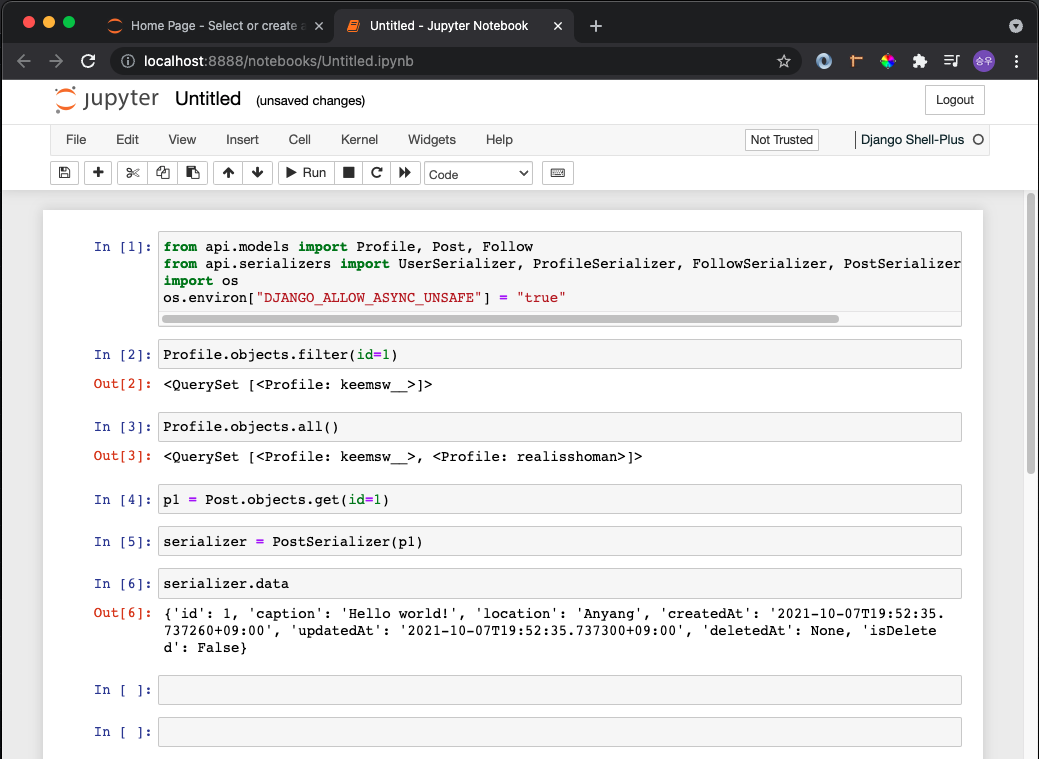 Home Page - Select or create a
Untitled - Jupyter Notebook
localhost:8888/notebooks/Untitled.ipynb
승우
jupyter Untitled (unsaved changes)
Logout
File Edit View Insert Cell Kernel Widgets Help
Not Trusted
Django Shell-Plus
Run
Code
In [1]: from api.models import Profile, Post, Follow
from api.serializers import UserSerializer, ProfileSerializer, FollowSerializer, PostSerializer
import os
os.environ["DJANGO_ALLOW_ASYNC_UNSAFE"] = "true"
In [2]: Profile.objects.filter(id=1)
Out[2]: <QuerySet [<Profile: keemsw__>]>
In [3]: Profile.objects.all()
Out[3]: <QuerySet [<Profile: keemsw__>, <Profile: realisshoman>]>
In [4]: p1 = Post.objects.get(id=1)
In [5]: serializer = PostSerializer(p1)
In [6]: serializer.data
Out[6]: {'id': 1, 'caption': 'Hello world!', 'location': 'Anyang', 'createdAt': '2021-10-07T19:52:35.
737260+09:00', 'updatedAt': '2021-10-07T19:52:35.737300+09:00', 'deletedAt': None, 'isDelete
d': False}
In [ ]:
In [ ]: